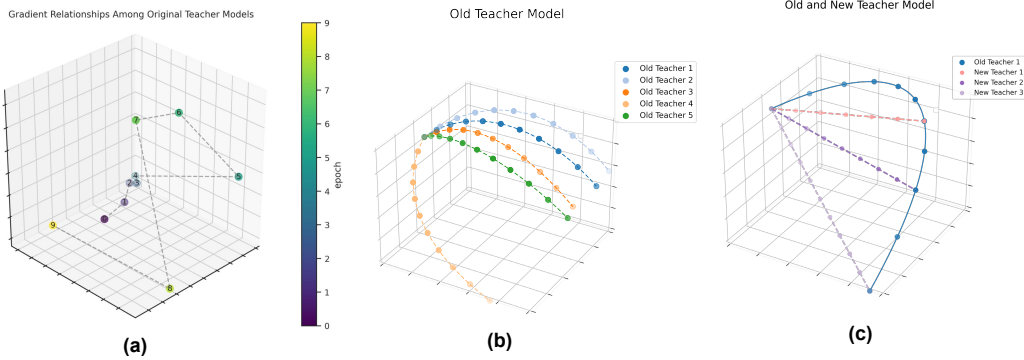 Gradient Relationships Among Original Teacher Models
7
6
4
2
3
5
1
0
9
8
9
8
7
6
5
4
3
2
1
0
epoch
(a)
Old Teacher Model
Old Teacher 1
Old Teacher 2
Old Teacher 3
Old Teacher 4
Old Teacher 5
(b)
Old and New Teacher Model
Old Teacher 1
New Teacher 1
New Teacher 2
New Teacher 3
(c)